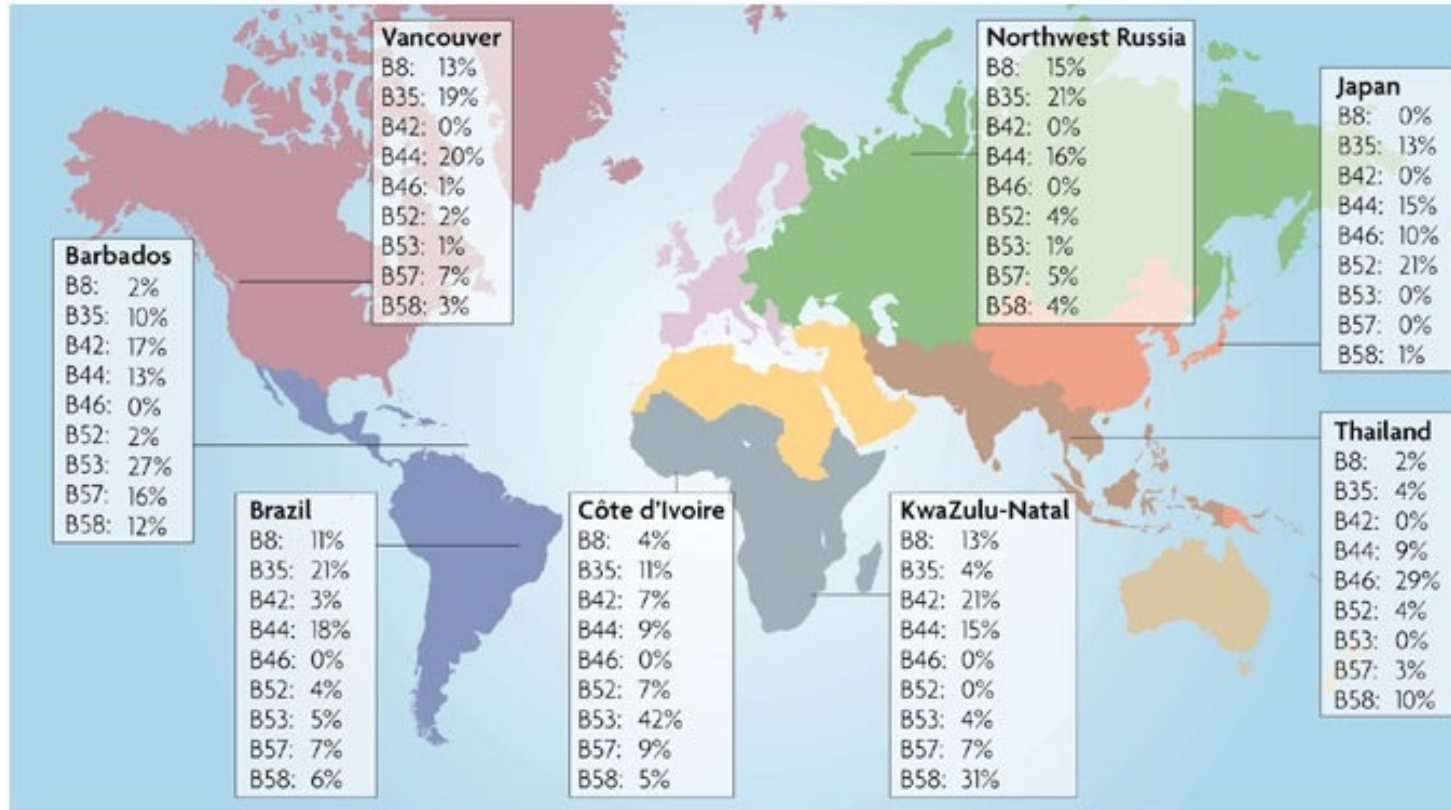 Vancouver
B8: 13%
B35: 19%
B42: 0%
B44: 20%
B46: 1%
B52: 2%
B53: 1%
B57: 7%
B58: 3%
Northwest Russia
B8: 15%
B35: 21%
B42: 0%
B44: 16%
B46: 0%
B52: 4%
B53: 1%
B57: 5%
B58: 4%
Japan
B8: 0%
B35: 13%
B42: 0%
B44: 15%
B46: 10%
B52: 21%
B53: 0%
B57: 0%
B58: 1%
Barbados
B8: 2%
B35: 10%
B42: 17%
B44: 13%
B46: 0%
B52: 2%
B53: 27%
B57: 16%
B58: 12%
Thailand
B8: 2%
B35: 4%
B42: 0%
B44: 9%
B46: 29%
B52: 4%
B53: 0%
B57: 3%
B58: 10%
Brazil
B8: 11%
B35: 21%
B42: 3%
B44: 18%
B46: 0%
B52: 4%
B53: 5%
B57: 7%
B58: 6%
Côte d'Ivoire
B8: 4%
B35: 11%
B42: 7%
B44: 9%
B46: 0%
B52: 7%
B53: 42%
B57: 9%
B58: 5%
KwaZulu-Natal
B8: 13%
B35: 4%
B42: 21%
B44: 15%
B46: 0%
B52: 0%
B53: 4%
B57: 7%
B58: 31%